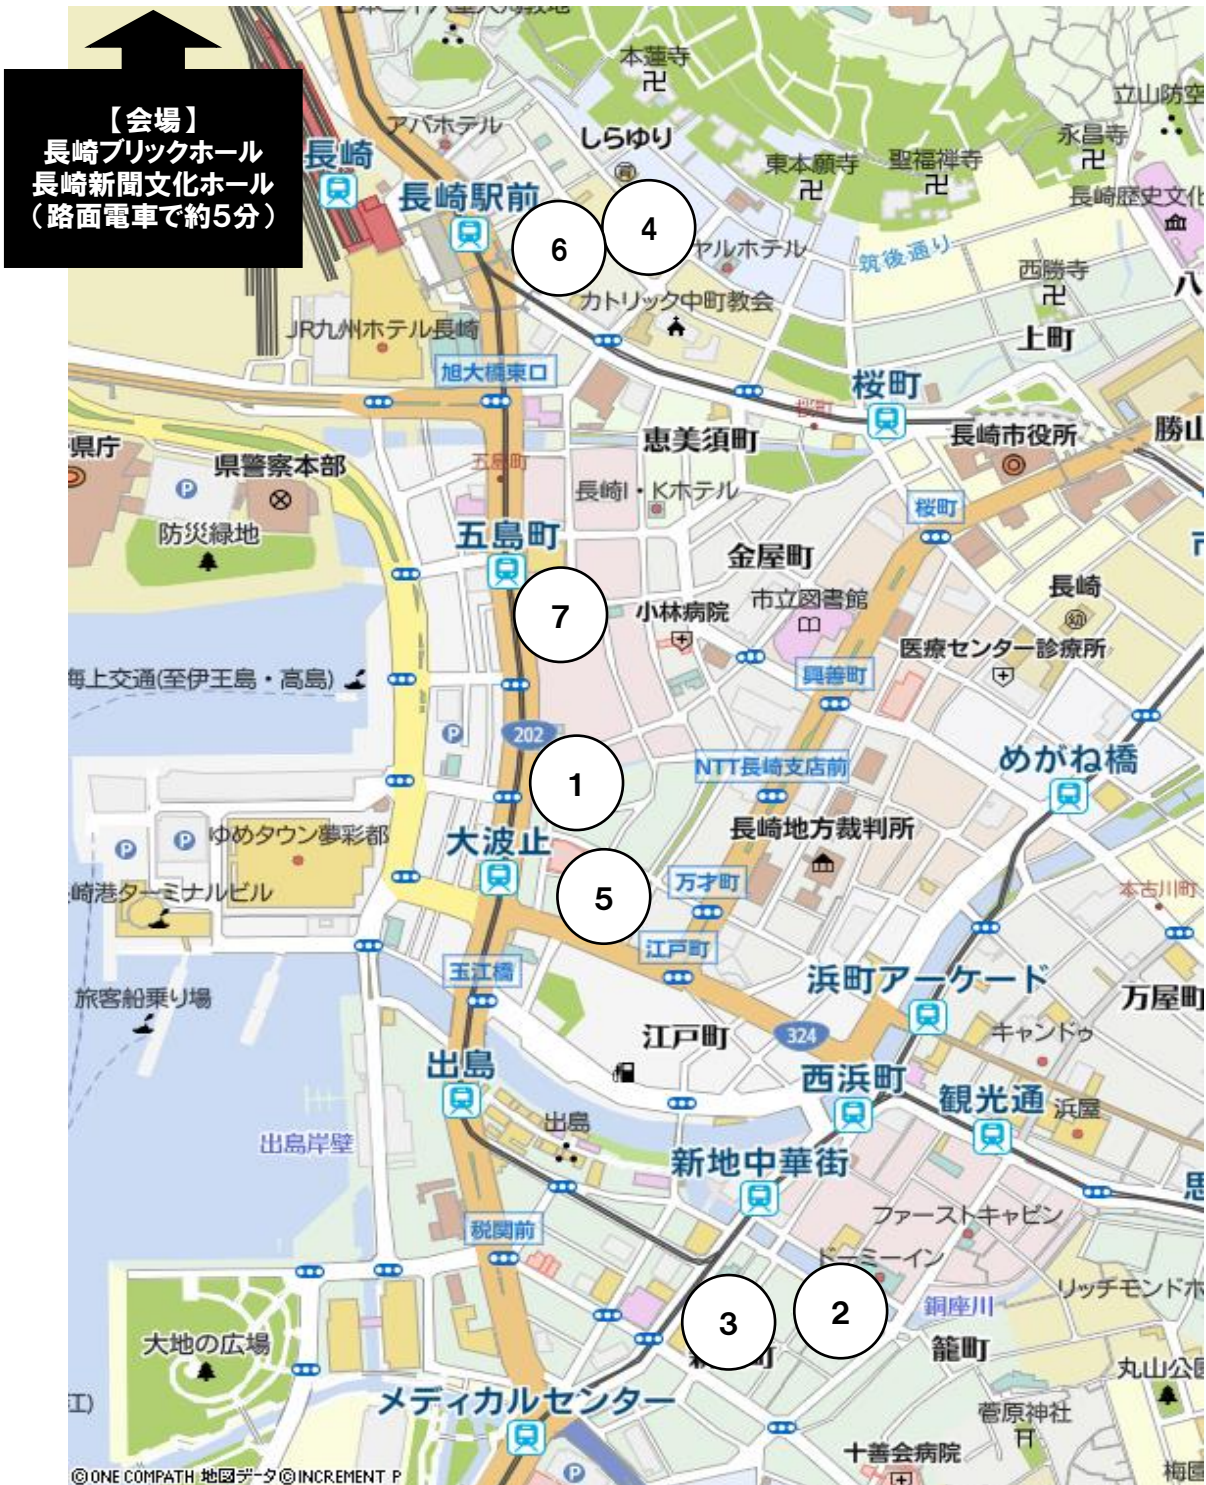 【会場】
長崎ブリックホール
長崎新聞文化ホール
（路面電車で約5分）
本蓮寺
立山防空
アパホテル
しらゆり
永昌寺
長崎
東本願寺
聖福禅寺
長崎駅前
長崎歴史文化
6
4
ヤルホテル
筑後通り
西勝寺
八
カトリック中町教会
JR九州ホテル長崎
上町
旭大橋東口
桜町
桜町
恵美須町
長崎市役所
勝山
県庁
県警察本部
五島町
長崎I・Kホテル
桜町
防災緑地
五島町
金屋町
長崎
7
小林病院
市立図書館
医療センター診療所
海上交通(至伊王島・高島)
興善町
202
1
NTT長崎支店前
めがね橋
ゆめタウン夢彩都
大波止
長崎地方裁判所
崎港ターミナルビル
5
万才町
本古川町
江戸町
玉江橋
浜町アーケード
旅客船乗り場
万屋町
江戸町
324
キャンドゥ
出島
西浜町
観光通
浜屋
出島
出島岸壁
新地中華街
思
税関前
ファーストキャビン
ドーミーイン
リッチモンドホ
3
2
銅座川
大地の広場
籠町
丸山公園
メディカルセンター
菅原神社
十善会病院
梅園
©ONE COMPATH 地図データ©INCREMENT P